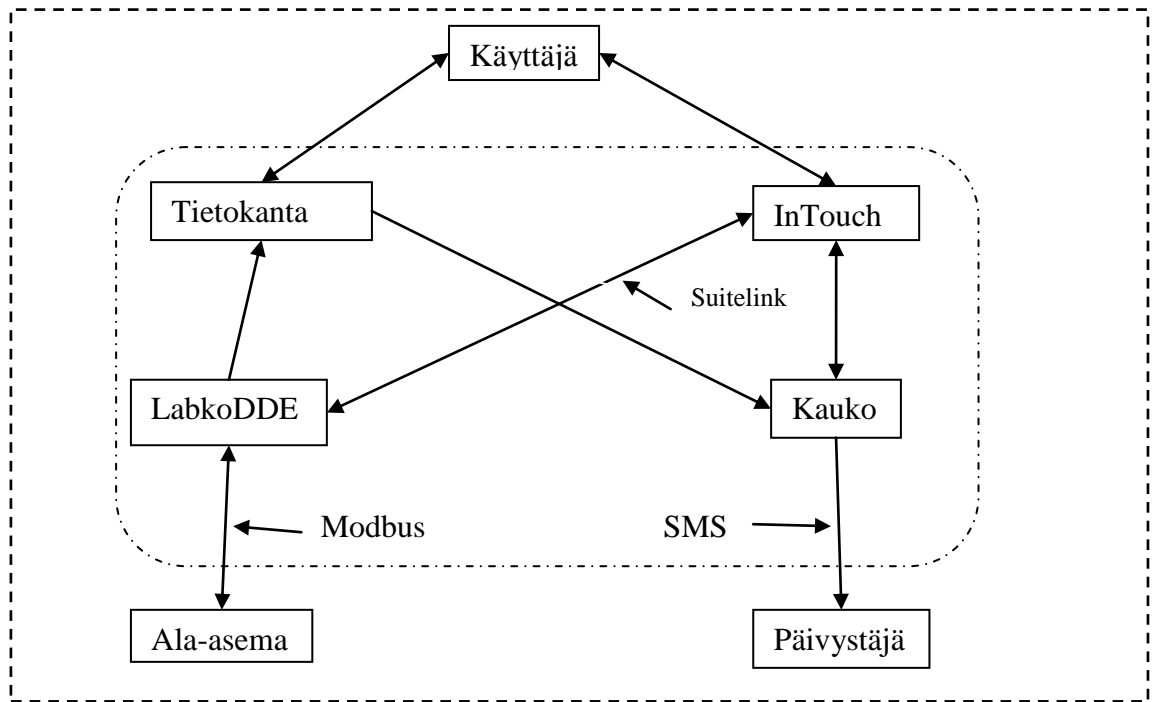 Käyttäjä
Tietokanta
InTouch
Suitelink
LabkoDDE
Kauko
Modbus
SMS
Ala-asema
Päivystäjä